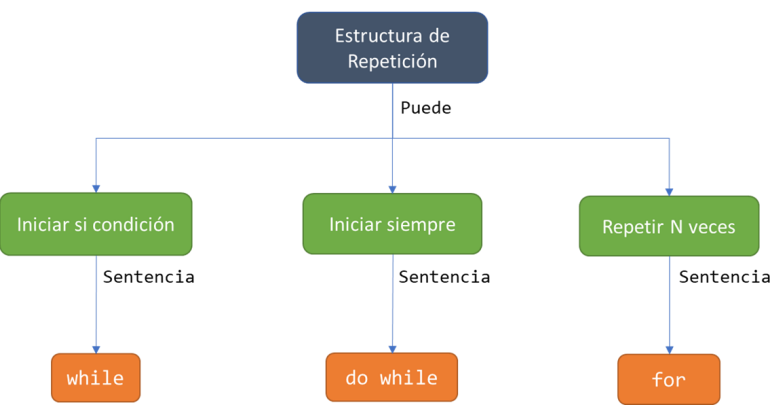 Estructura de
Repetición
Puede
Iniciar si condición
Iniciar siempre
Repetir N veces
Sentencia
Sentencia
Sentencia
while
do while
for